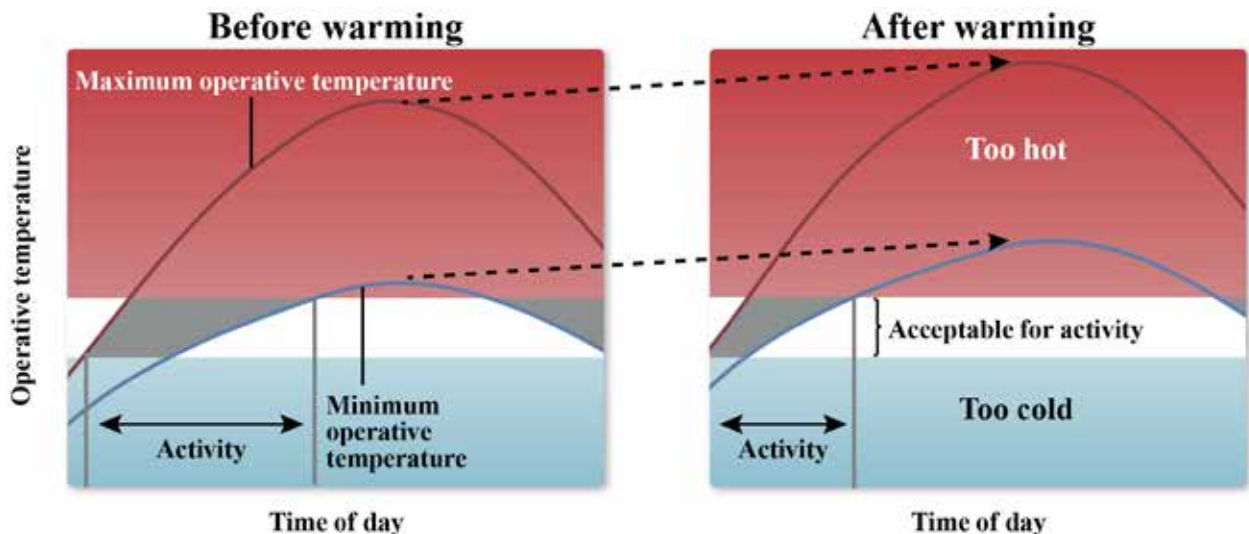 Before warming
After warming
Maximum operative temperature
Too hot
Operative temperature
Acceptable for activity
Minimum
operative
temperature
Activity
Too cold
Activity
Time of day
Time of day